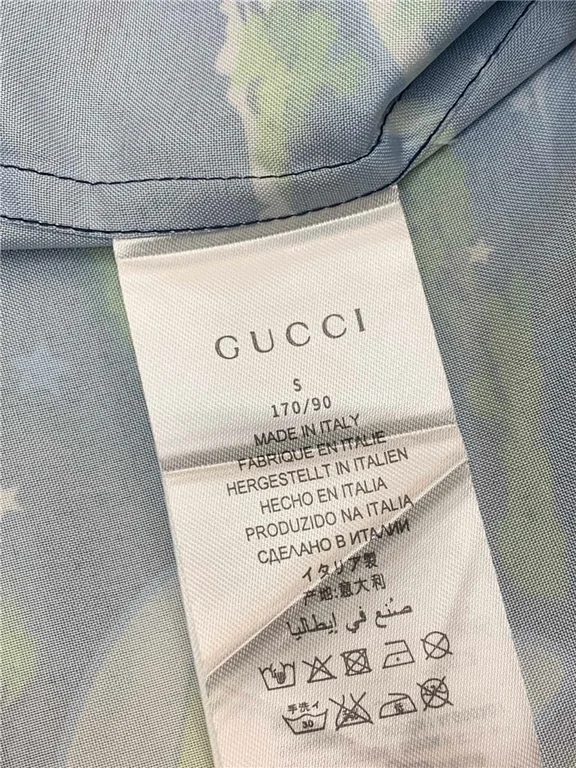 GUCCI
S
170/90
MADE IN ITALY
FABRIQUE EN ITALIE
HERGESTELLT IN ITALIEN
HECHO EN ITALIA
PRODUZIDO NA ITALIA
СДЕЛАНО В ИТАЛИИ
イタリア製
产地:意大利
صُنع في إيطاليا
手洗イ
30